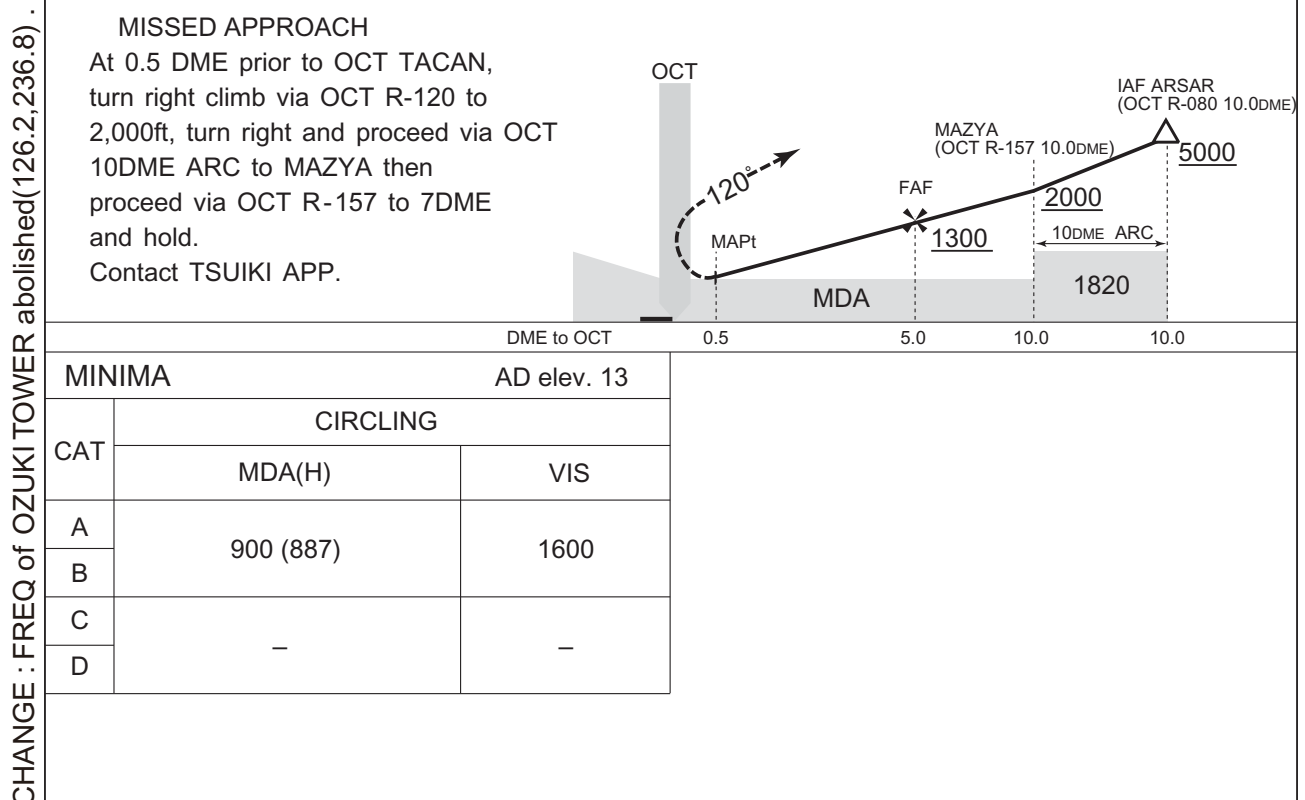 CHANGE : FREQ of OZUKI TOWER abolished(126.2,236.8) .
MISSED APPROACH
At 0.5 DME prior to OCT TACAN,
turn right climb via OCT R-120 to
2,000ft, turn right and proceed via OCT
10DME ARC to MAZYA then
proceed via OCT R-157 to 7DME
and hold.
Contact TSUIKI APP.
OCT
120°
MAPt
FAF
1300
MAZYA
(OCT R-157 10.0DME)
2000
IAF ARSAR
(OCT R-080 10.0DME)
5000
10DME ARC
1820
MDA
DME to OCT 0.5 5.0 10.0 10.0
MINIMA AD elev. 13
CAT
CIRCLING
MDA(H) VIS
A
B
900 (887) 1600
C
D
– –